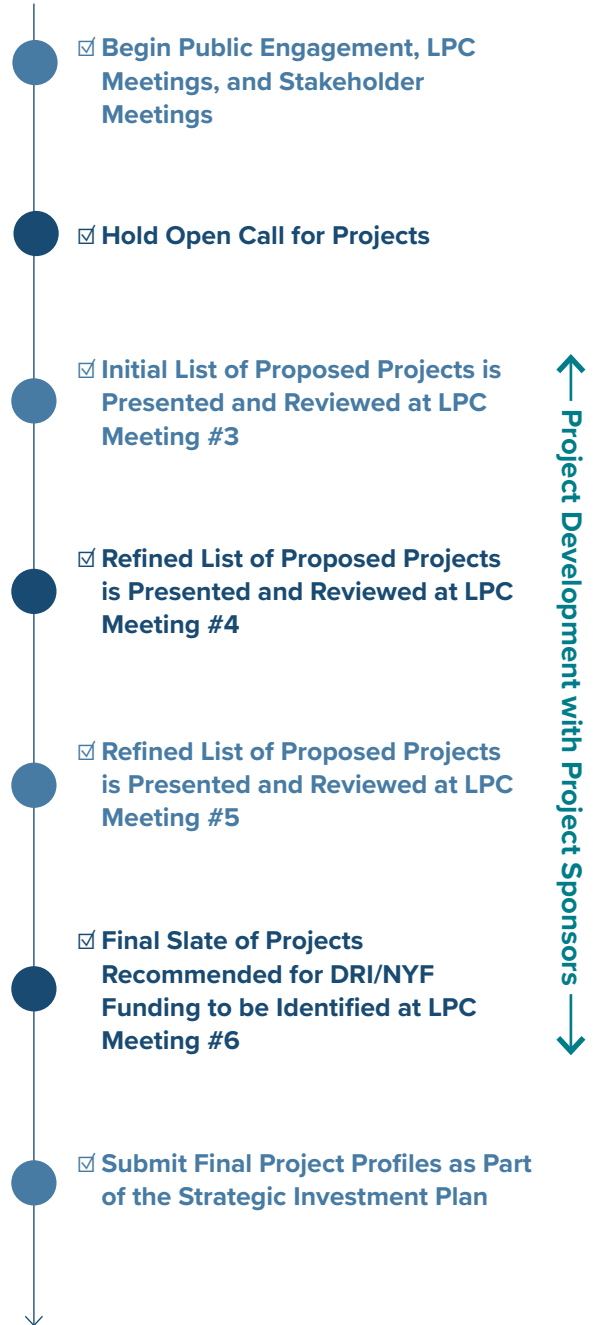 ☑ Begin Public Engagement, LPC
Meetings, and Stakeholder
Meetings
☑ Hold Open Call for Projects
☑ Initial List of Proposed Projects is
Presented and Reviewed at LPC
Meeting #3
☑ Refined List of Proposed Projects
is Presented and Reviewed at LPC
Meeting #4
☑ Refined List of Proposed Projects
is Presented and Reviewed at LPC
Meeting #5
☑ Final Slate of Projects
Recommended for DRI/NYF
Funding to be Identified at LPC
Meeting #6
☑ Submit Final Project Profiles as Part
of the Strategic Investment Plan
Project Development with Project Sponsors